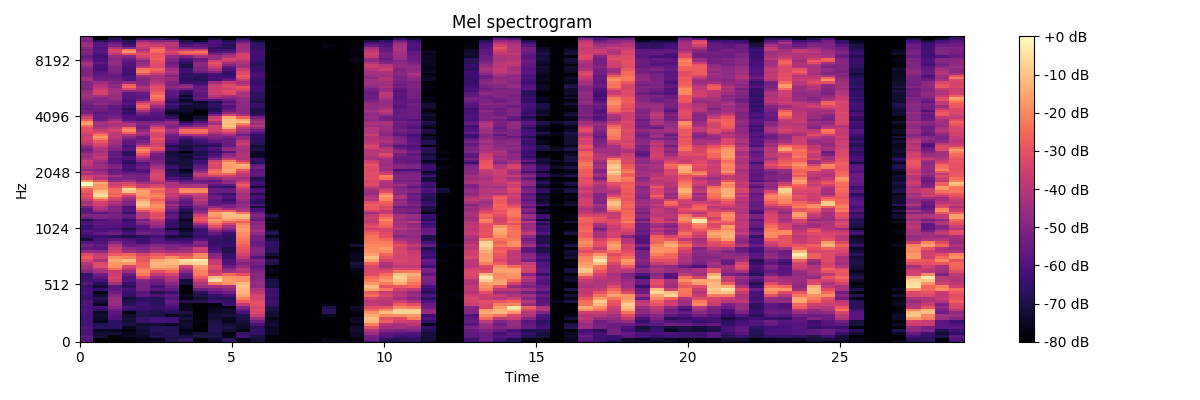 Mel spectrogram
Hz
8192
4096
2048
1024
512
0
0 5 10 15 20 25
Time
+0 dB
-10 dB
-20 dB
-30 dB
-40 dB
-50 dB
-60 dB
-70 dB
-80 dB